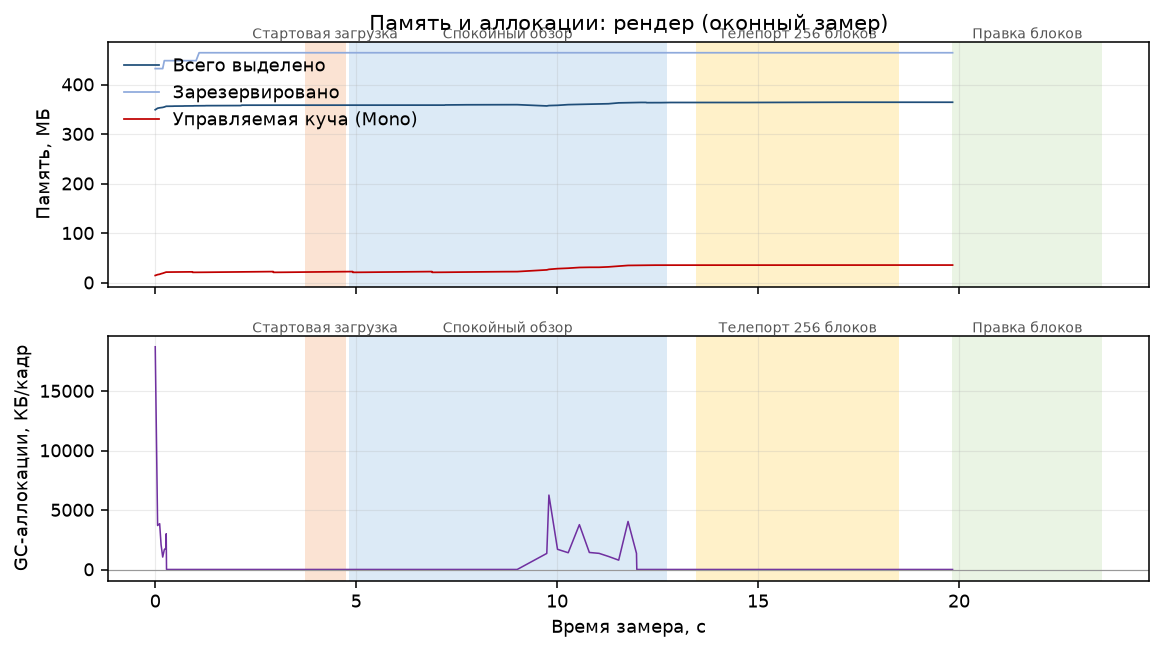 Память и аллокации: рендер (оконный замер)
Стартовая загрузка
Спокойный обзор
Телепорт 256 блоков
Правка блоков
Память, МБ
400
300
200
100
0
Всего выделено
Зарезервировано
Управляемая куча (Mono)
Стартовая загрузка
Спокойный обзор
Телепорт 256 блоков
Правка блоков
GC-аллокации, КБ/кадр
15000
10000
5000
0
0
5
10
15
20
Время замера, с